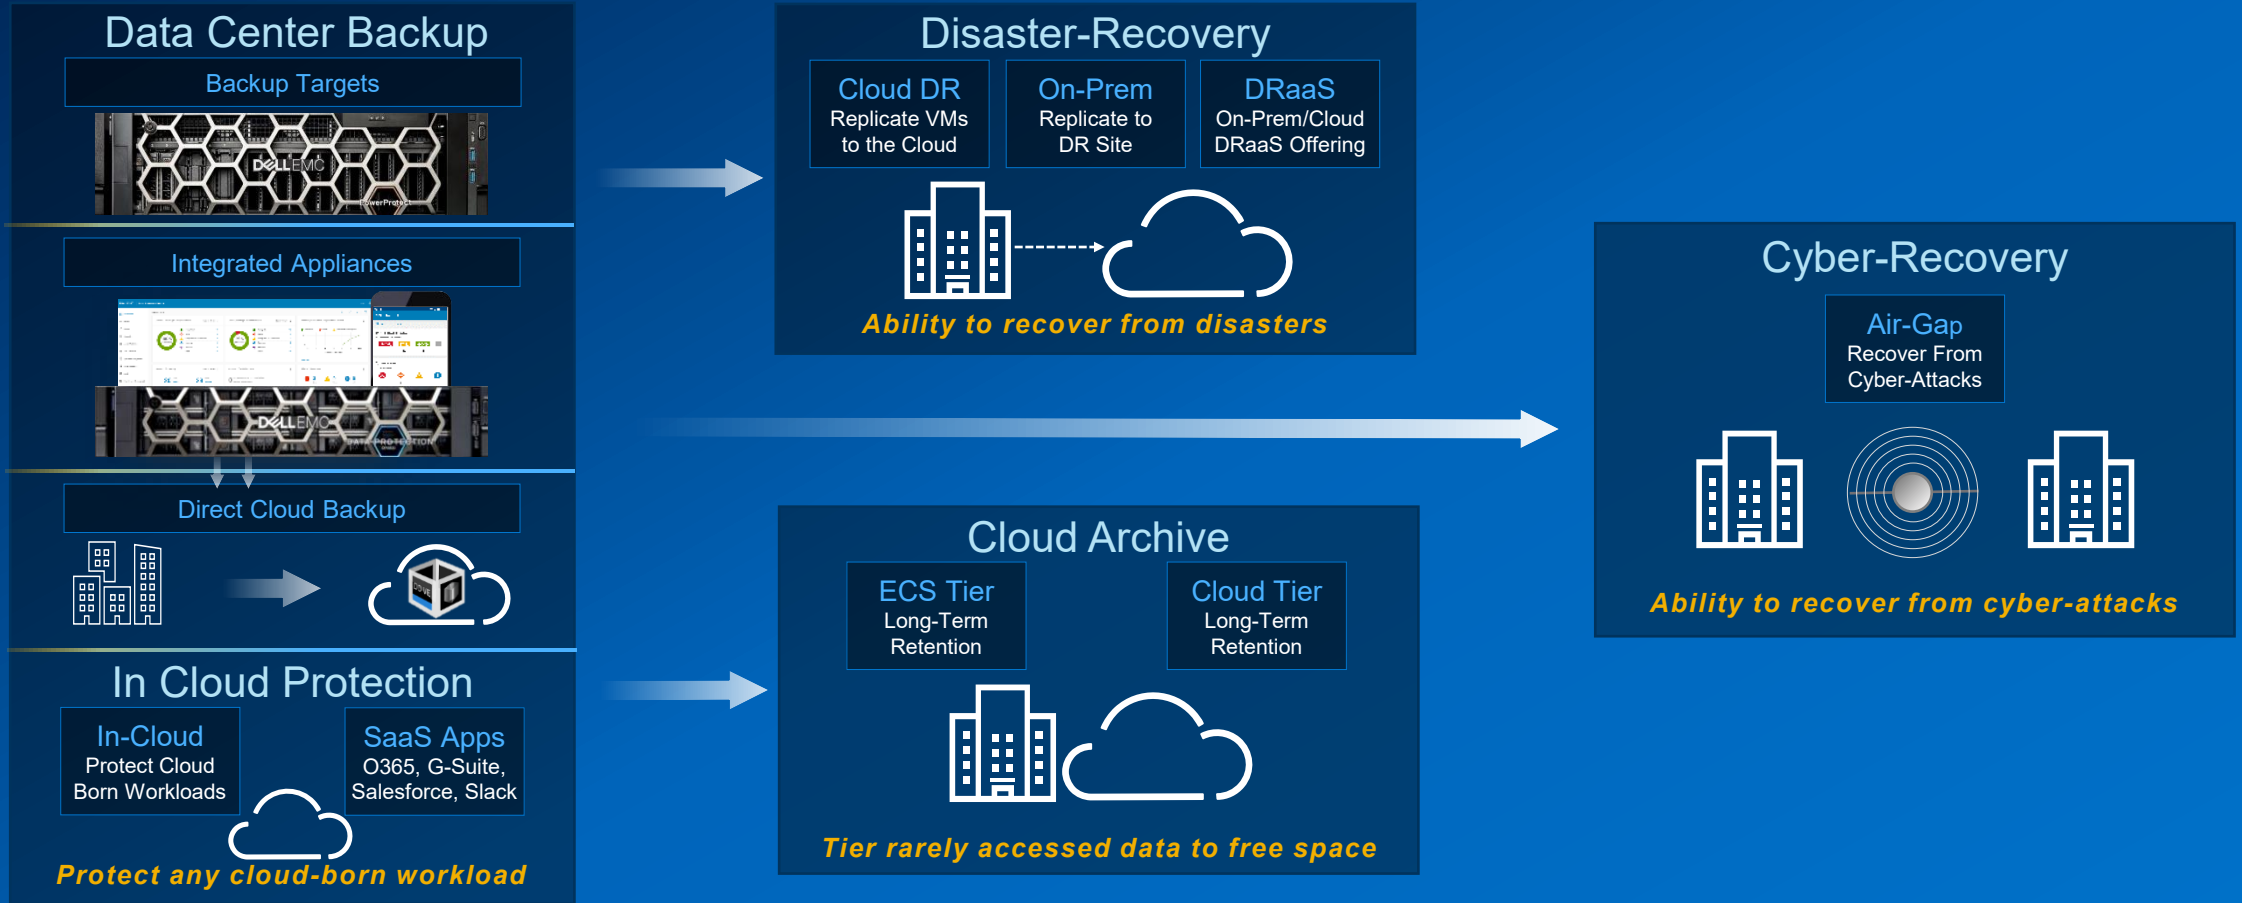 Data Center Backup
Backup Targets
DELLEMC
PowerProtect
Integrated Appliances
DELLEMC
DATA PROTECTION
Direct Cloud Backup
DDVE
In Cloud Protection
In-Cloud
Protect Cloud
Born Workloads
SaaS Apps
O365, G-Suite,
Salesforce, Slack
Protect any cloud-born workload
Disaster-Recovery
Cloud DR
Replicate VMs
to the Cloud
On-Prem
Replicate to
DR Site
DRaaS
On-Prem/Cloud
DRaaS Offering
Ability to recover from disasters
Cloud Archive
ECS Tier
Long-Term
Retention
Cloud Tier
Long-Term
Retention
Tier rarely accessed data to free space
Cyber-Recovery
Air-Gap
Recover From
Cyber-Attacks
Ability to recover from cyber-attacks